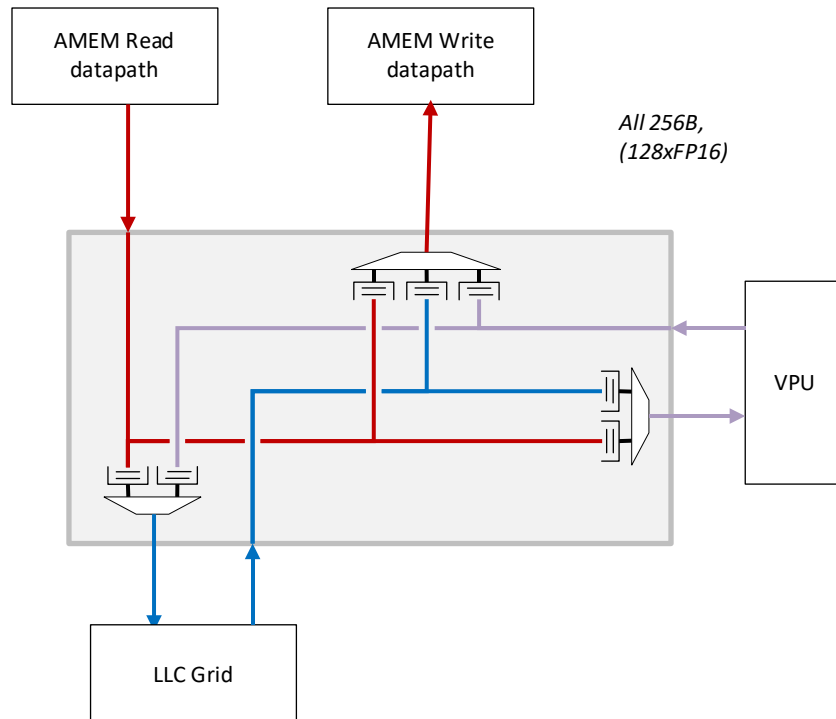 AMEM Read
datapath
AMEM Write
datapath
All 256B,
(128xFP16)
VPU
LLC Grid